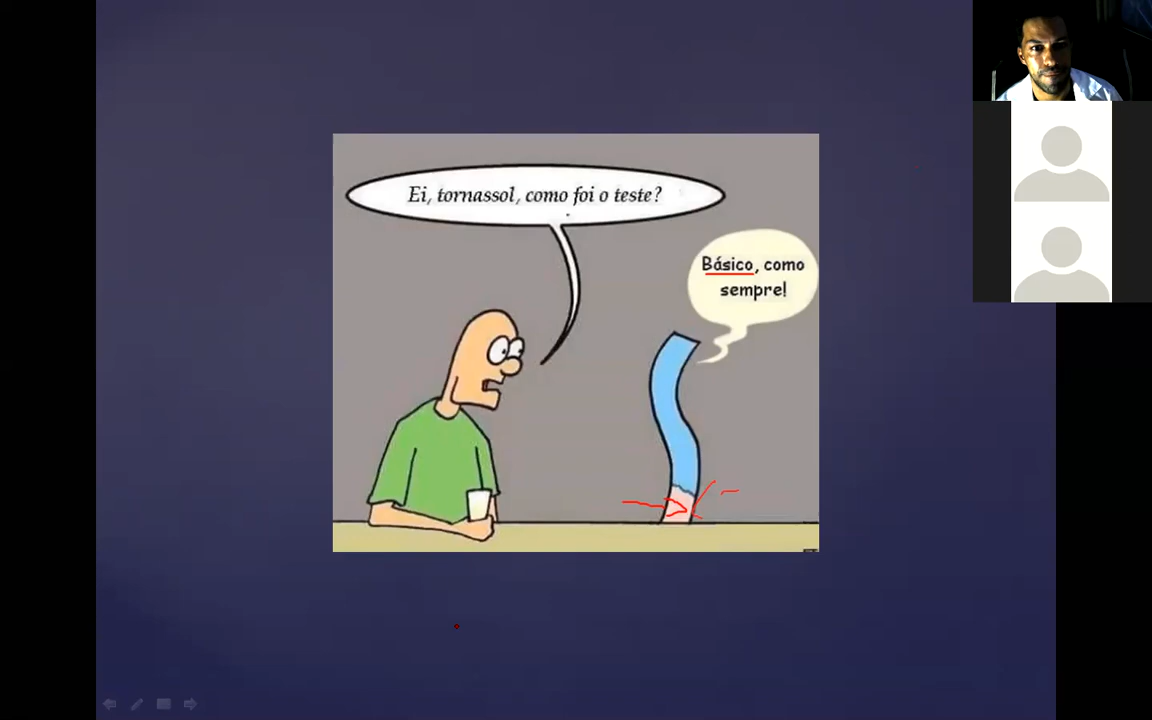 Ei, tornassol, como foi o teste?
Básico, como
sempre!